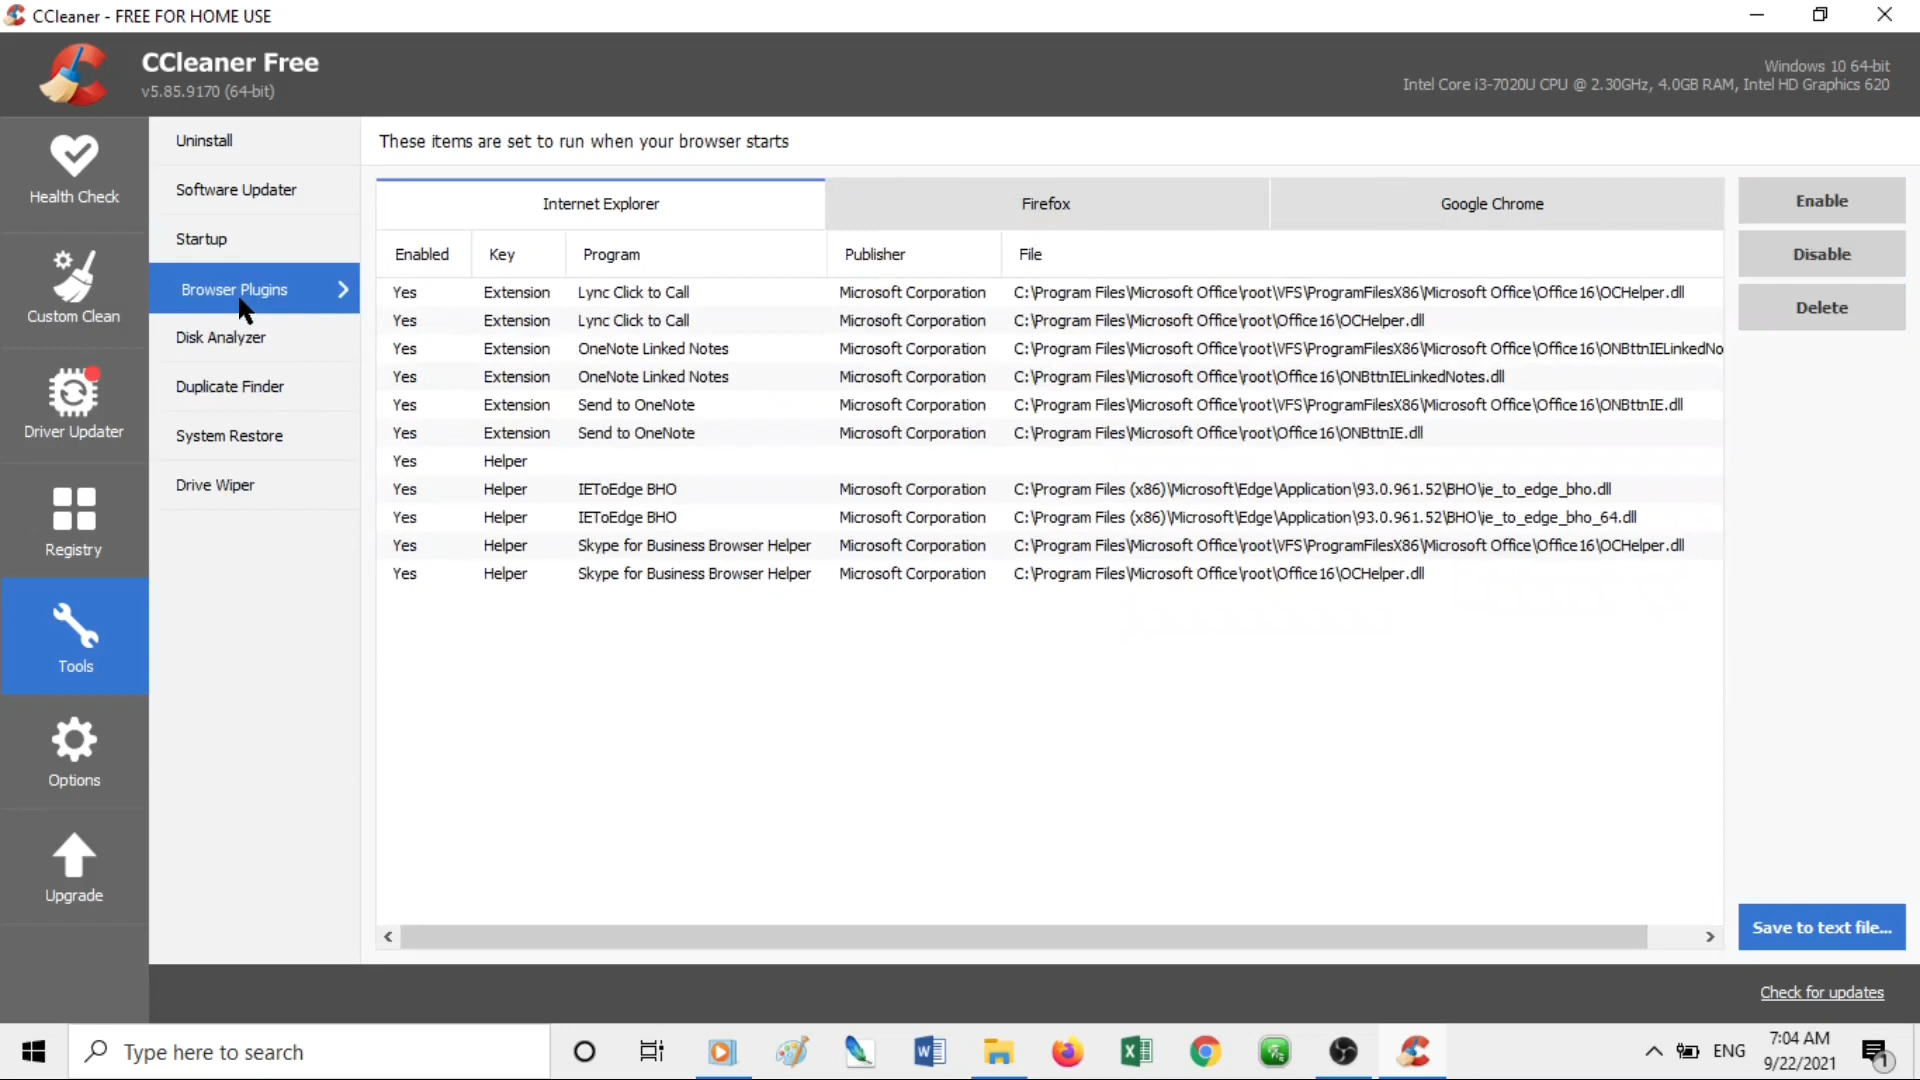 CCleaner - FREE FOR HOME USE
CCleaner Free
v5.85.9170 (64-bit)
Windows 10 64-bit
Intel Core i3-7020U CPU @ 2.30GHz, 4.0GB RAM, Intel HD Graphics 620
Health Check
Custom Clean
Driver Updater
Registry
Tools
Options
Upgrade
Uninstall
Software Updater
Startup
Browser Plugins
Disk Analyzer
Duplicate Finder
System Restore
Drive Wiper
These items are set to run when your browser starts
Internet Explorer Firefox Google Chrome
Enabled Key Program Publisher File
Yes Extension Lync Click to Call Microsoft Corporation C:\Program Files\Microsoft Office\root\VFS\ProgramFilesX86\Microsoft Office\Office16\OCHelper.dll
Yes Extension Lync Click to Call Microsoft Corporation C:\Program Files\Microsoft Office\root\Office16\OCHelper.dll
Yes Extension OneNote Linked Notes Microsoft Corporation C:\Program Files\Microsoft Office\root\VFS\ProgramFilesX86\Microsoft Office\Office16\ONBttnIELinkedNo
Yes Extension OneNote Linked Notes Microsoft Corporation C:\Program Files\Microsoft Office\root\Office16\ONBttnIELinkedNotes.dll
Yes Extension Send to OneNote Microsoft Corporation C:\Program Files\Microsoft Office\root\VFS\ProgramFilesX86\Microsoft Office\Office16\ONBttnIE.dll
Yes Extension Send to OneNote Microsoft Corporation C:\Program Files\Microsoft Office\root\Office16\ONBttnIE.dll
Yes Helper
Yes Helper IEToEdge BHO Microsoft Corporation C:\Program Files (x86)\Microsoft\Edge\Application\93.0.961.52\BHO\ie_to_edge_bho.dll
Yes Helper IEToEdge BHO Microsoft Corporation C:\Program Files (x86)\Microsoft\Edge\Application\93.0.961.52\BHO\ie_to_edge_bho_64.dll
Yes Helper Skype for Business Browser Helper Microsoft Corporation C:\Program Files\Microsoft Office\root\VFS\ProgramFilesX86\Microsoft Office\Office16\OCHelper.dll
Yes Helper Skype for Business Browser Helper Microsoft Corporation C:\Program Files\Microsoft Office\root\Office16\OCHelper.dll
Enable
Disable
Delete
Save to text file...
Check for updates
Type here to search
ENG
7:04 AM
9/22/2021
1